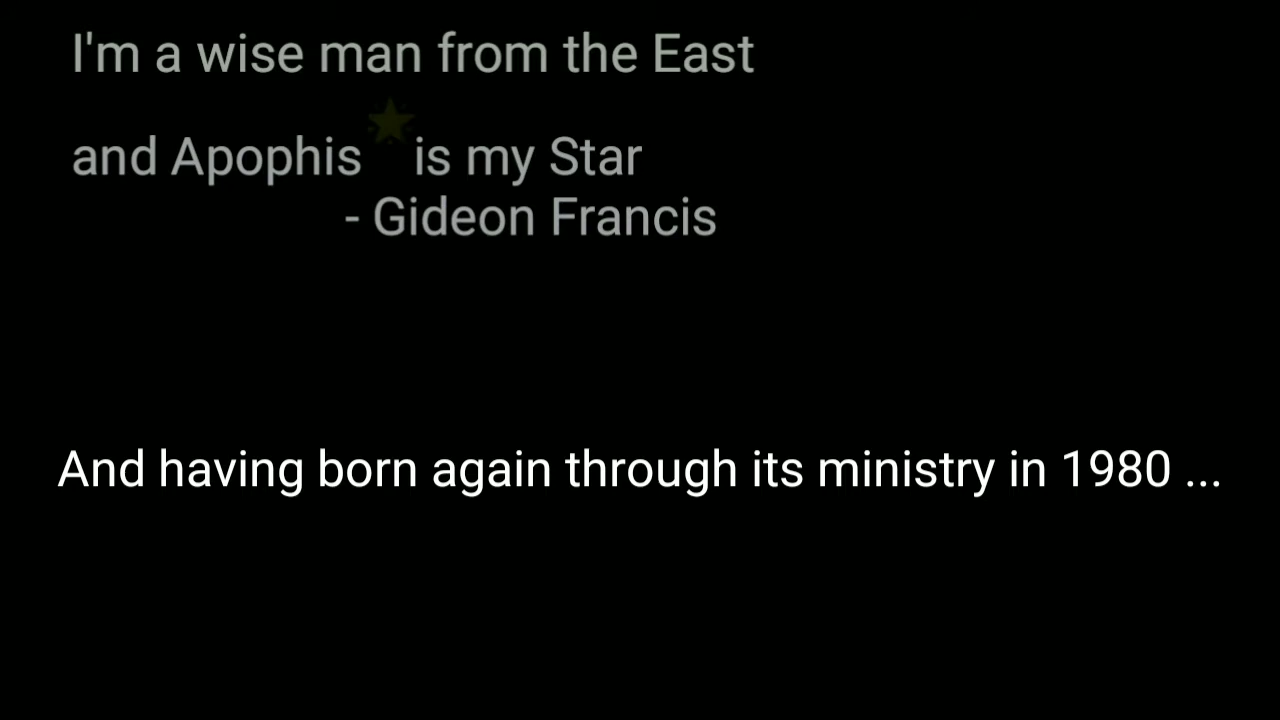 I'm a wise man from the East
and Apophis🌟is my Star
- Gideon Francis
And having born again through its ministry in 1980 ...